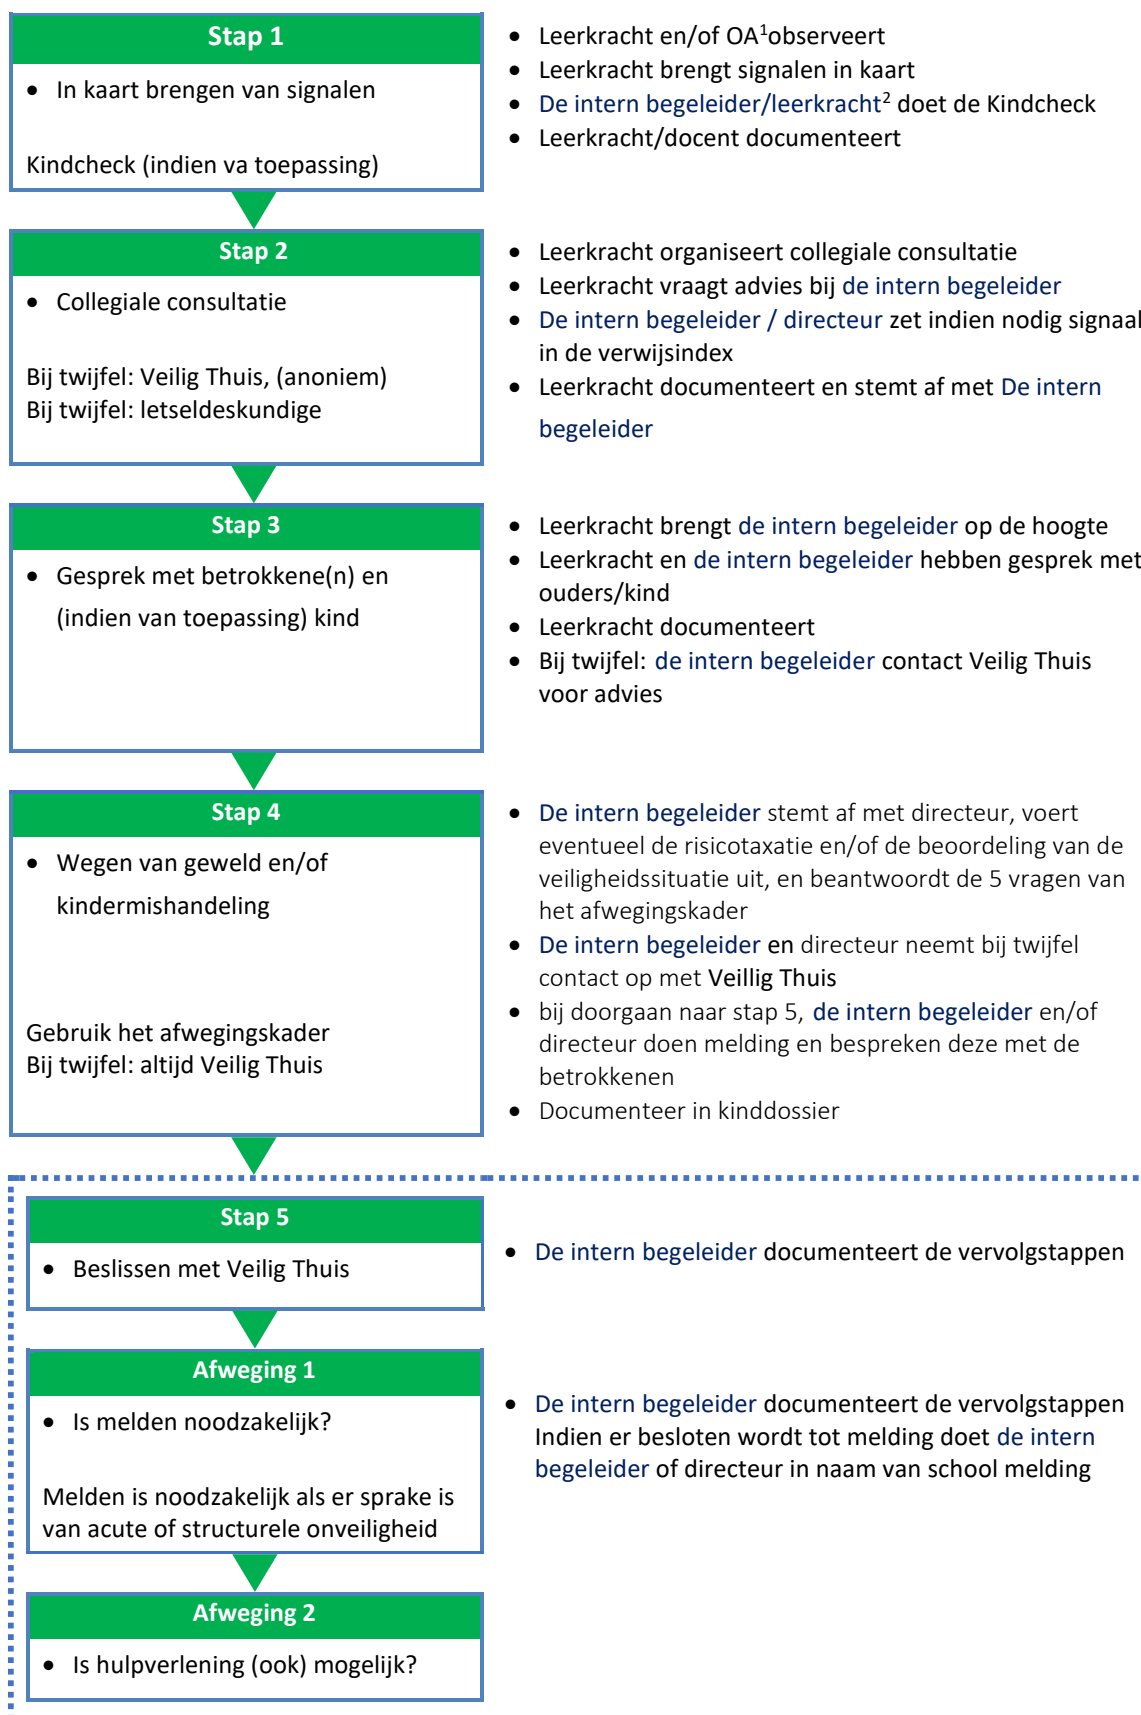 Stap 1
• In kaart brengen van signalen
Kindcheck (indien va toepassing)
• Leerkracht en/of OA¹observeert
• Leerkracht brengt signalen in kaart
• De intern begeleider/leerkracht² doet de Kindcheck
• Leerkracht/docent documenteert
Stap 2
• Collegiale consultatie
Bij twijfel: Veilig Thuis, (anoniem)
Bij twijfel: letseldeskundige
• Leerkracht organiseert collegiale consultatie
• Leerkracht vraagt advies bij de intern begeleider
• De intern begeleider / directeur zet indien nodig signaal
in de verwijsindex
• Leerkracht documenteert en stemt af met De intern
begeleider
Stap 3
• Gesprek met betrokkene(n) en
(indien van toepassing) kind
• Leerkracht brengt de intern begeleider op de hoogte
• Leerkracht en de intern begeleider hebben gesprek met
ouders/kind
• Leerkracht documenteert
• Bij twijfel: de intern begeleider contact Veilig Thuis
voor advies
Stap 4
• Wegen van geweld en/of
kindermishandeling
Gebruik het afwegingskader
Bij twijfel: altijd Veilig Thuis
• De intern begeleider stemt af met directeur, voert
eventueel de risicotaxatie en/of de beoordeling van de
veiligheidssituatie uit, en beantwoordt de 5 vragen van
het afwegingskader
• De intern begeleider en directeur neemt bij twijfel
contact op met Veillig Thuis
• bij doorgaan naar stap 5, de intern begeleider en/of
directeur doen melding en bespreken deze met de
betrokkenen
• Documenteer in kinddossier
Stap 5
• Beslissen met Veilig Thuis
• De intern begeleider documenteert de vervolgstappen
Afweging 1
• Is melden noodzakelijk?
Melden is noodzakelijk als er sprake is
van acute of structurele onveiligheid
• De intern begeleider documenteert de vervolgstappen
Indien er besloten wordt tot melding doet de intern
begeleider of directeur in naam van school melding
Afweging 2
• Is hulpverlening (ook) mogelijk?